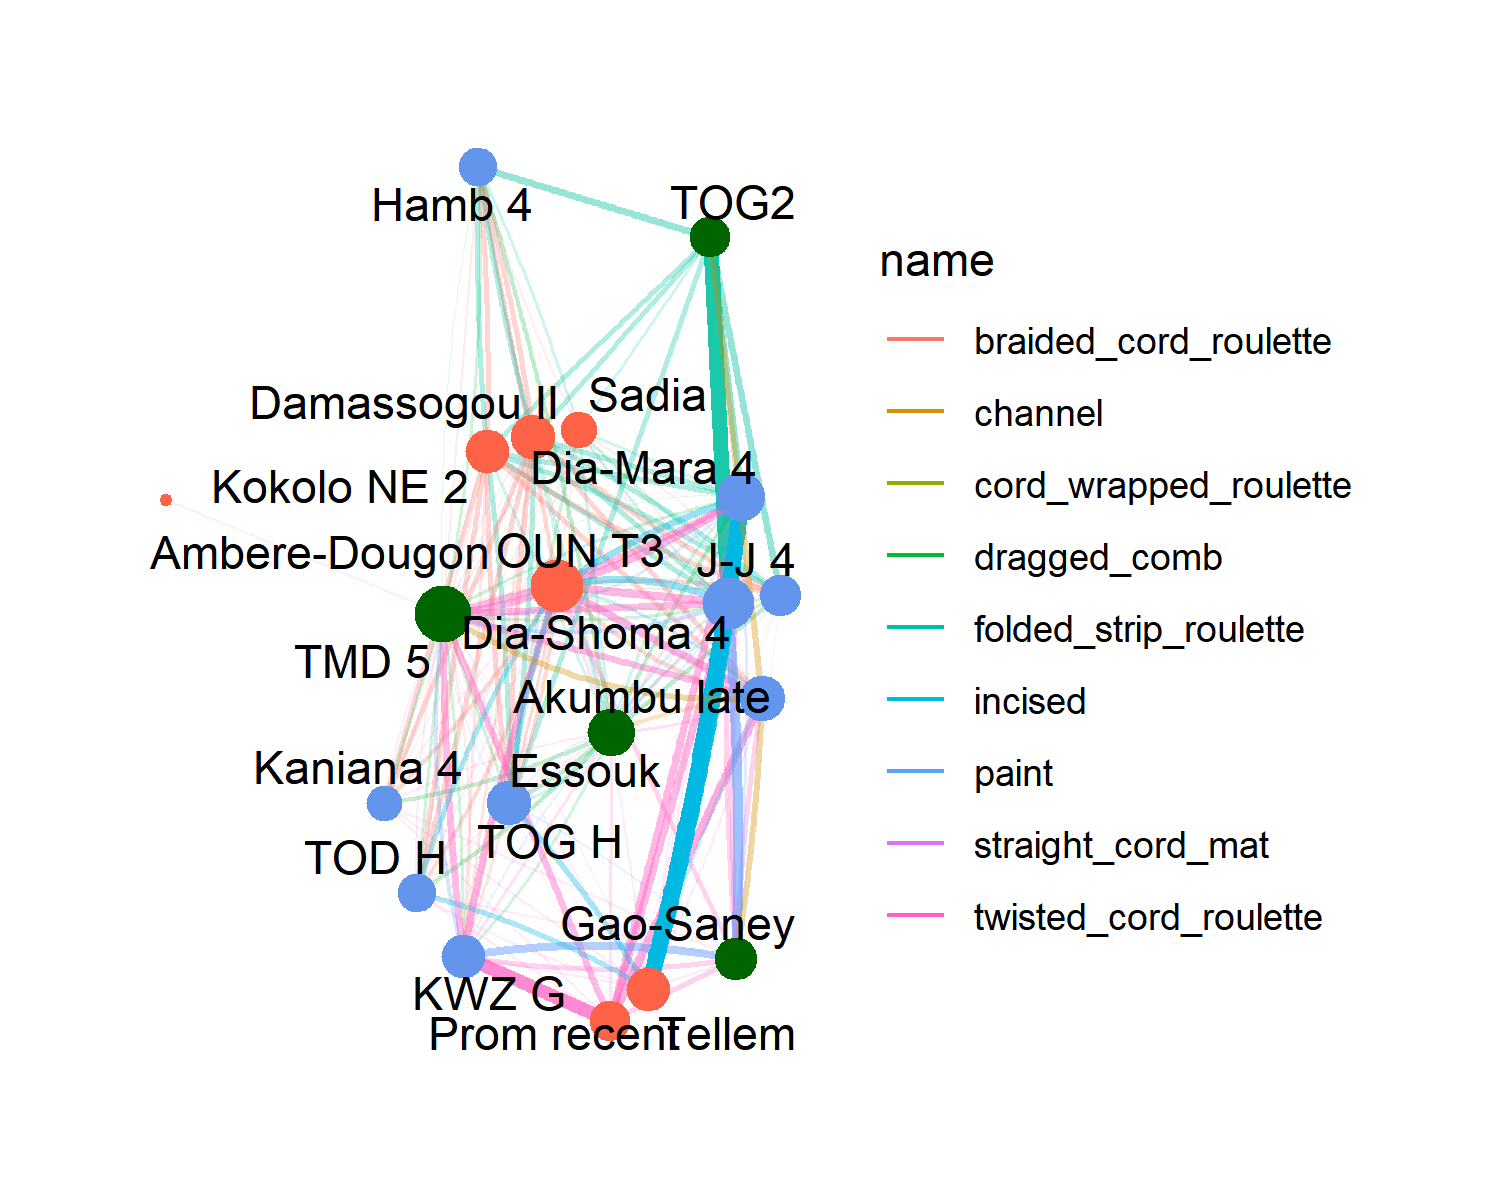 Hamb 4
TOG2
Damassogou II
Sadia
Kokolo NE 2
Dia-Mara 4
Ambere-Dougon
OUN T3
J-J 4
TMD 5
Dia-Shoma 4
Akumbu late
Kaniana 4
Essouk
TOD H
TOG H
Gao-Saney
KWZ G
Prom recent
Tellem
name
braided_cord_roulette
channel
cord_wrapped_roulette
dragged_comb
folded_strip_roulette
incised
paint
straight_cord_mat
twisted_cord_roulette